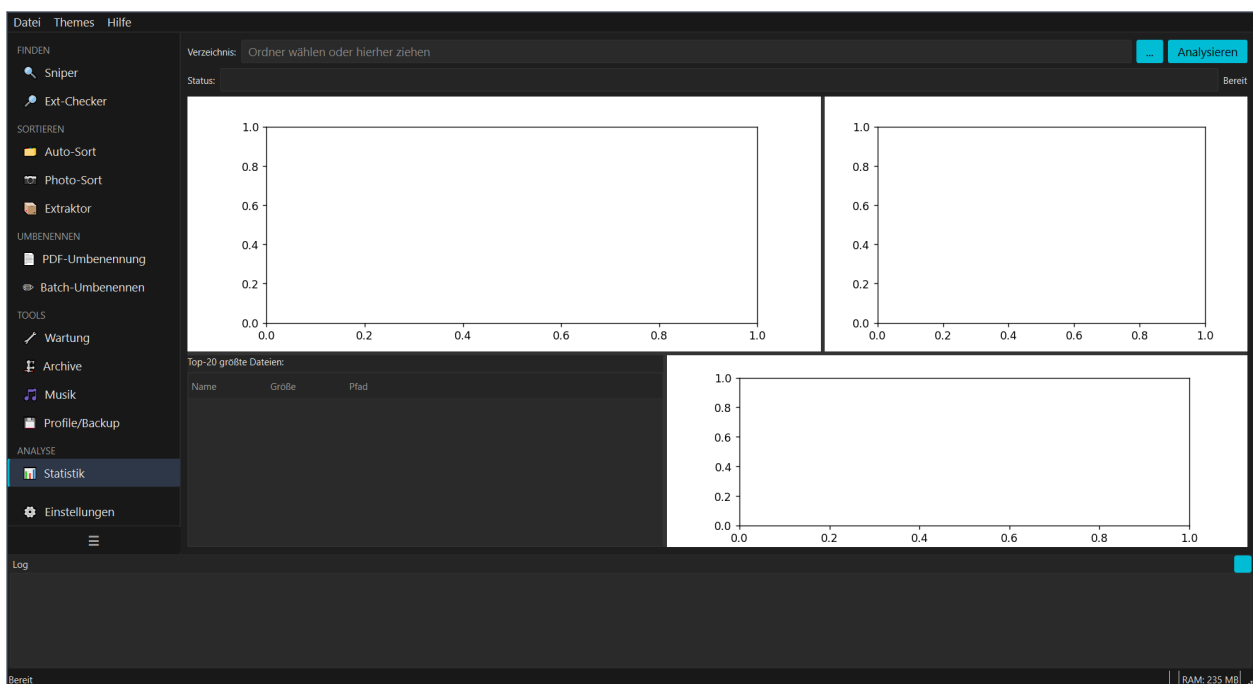 Datei Themes Hilfe
FINDEN
Sniper
Ext-Checker
SORTIEREN
Auto-Sort
Photo-Sort
Extraktor
UMBENENNEN
PDF-Umbenennung
Batch-Umbenennen
TOOLS
Wartung
Archive
Musik
Profile/Backup
ANALYSE
Statistik
Einstellungen
Verzeichnis: Ordner wählen oder hierher ziehen ... Analysieren
Status: Bereit
1.0
0.8
0.6
0.4
0.2
0.0
0.0 0.2 0.4 0.6 0.8 1.0
1.0
0.8
0.6
0.4
0.2
0.0
0.0 0.2 0.4 0.6 0.8 1.0
Top-20 größte Dateien:
Name Größe Pfad
1.0
0.8
0.6
0.4
0.2
0.0
0.0 0.2 0.4 0.6 0.8 1.0
Log
Bereit RAM: 235 MB